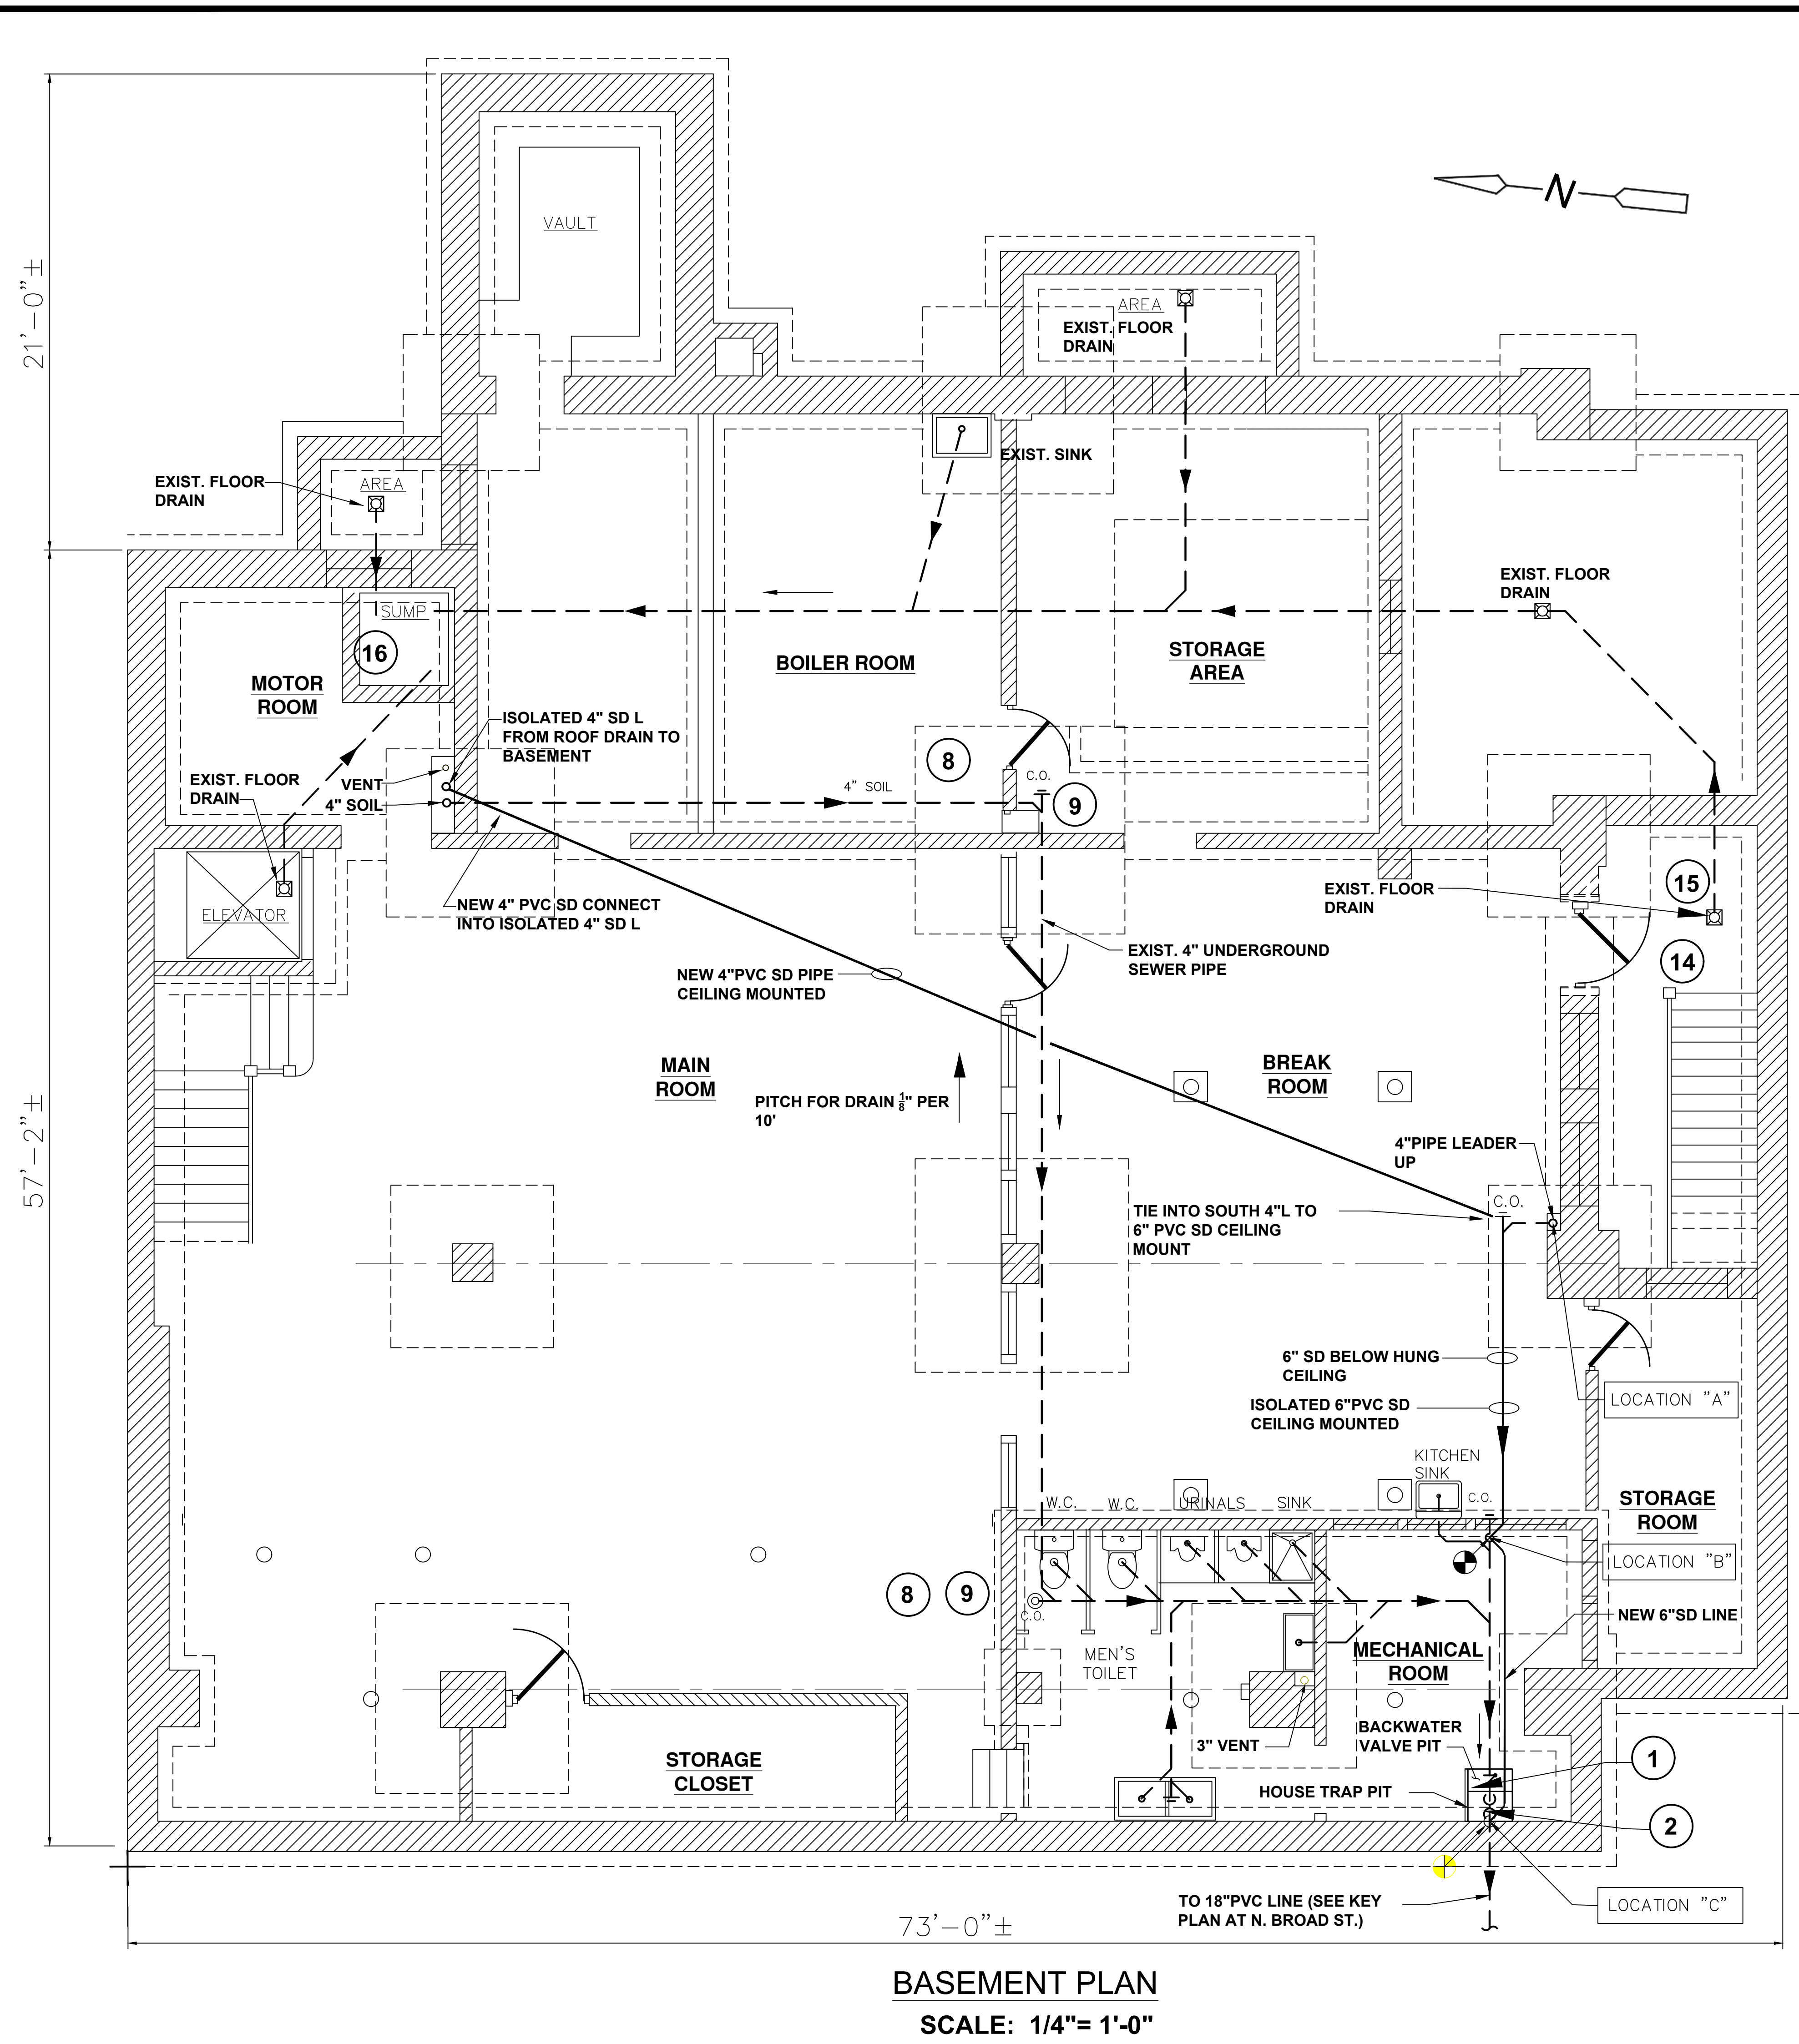 21'-0"±
VAULT
N
AREA
EXIST. FLOOR
DRAIN
EXIST. SINK
EXIST. FLOOR
DRAIN
AREA
EXIST. FLOOR
DRAIN
SUMP
16
MOTOR
ROOM
BOILER ROOM
STORAGE
AREA
ISOLATED 4" SD L
FROM ROOF DRAIN TO
BASEMENT
8
C.O.
9
EXIST. FLOOR
DRAIN
VENT
4" SOIL
4" SOIL
ELEVATOR
NEW 4" PVC SD CONNECT
INTO ISOLATED 4" SD L
EXIST. FLOOR
DRAIN
15
14
EXIST. 4" UNDERGROUND
SEWER PIPE
NEW 4"PVC SD PIPE
CEILING MOUNTED
57'-2"±
MAIN
ROOM
BREAK
ROOM
PITCH FOR DRAIN 1/8" PER
10'
4"PIPE LEADER
UP
C.O.
TIE INTO SOUTH 4"L TO
6" PVC SD CEILING
MOUNT
6" SD BELOW HUNG
CEILING
ISOLATED 6"PVC SD
CEILING MOUNTED
LOCATION "A"
KITCHEN
SINK
C.O.
W.C.
W.C.
URINALS
SINK
STORAGE
ROOM
LOCATION "B"
8
9
C.O.
NEW 6"SD LINE
MEN'S
TOILET
MECHANICAL
ROOM
3" VENT
BACKWATER
VALVE PIT
1
STORAGE
CLOSET
HOUSE TRAP PIT
2
TO 18"PVC LINE (SEE KEY
PLAN AT N. BROAD ST.)
LOCATION "C"
73'-0"±
BASEMENT PLAN
SCALE: 1/4"= 1'-0"